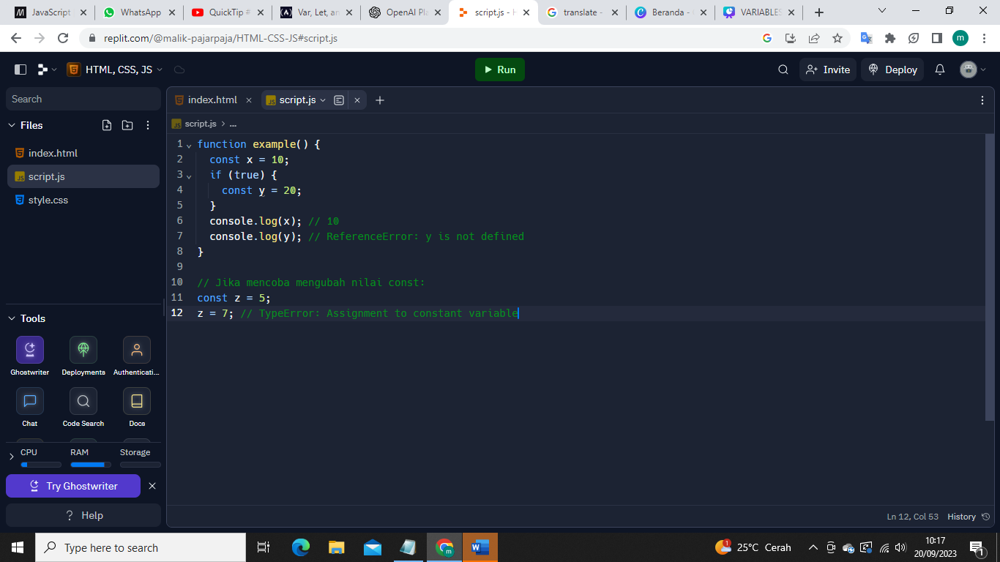 JavaScript
WhatsApp
QuickTip #
Var, Let, an
OpenAI Pla
script.js - H
translate -
Beranda -
VARIABLES
replit.com/@malik-pajarpaja/HTML-CSS-JS#script.js
m
HTML, CSS, JS
Run
Invite
Deploy
Search
index.html
script.js
Files
script.js > ...
index.html
script.js
style.css
1 function example() {
2 const x = 10;
3 if (true) {
4 const y = 20;
5 }
6 console.log(x); // 10
7 console.log(y); // ReferenceError: y is not defined
8 }
9
10 // Jika mencoba mengubah nilai const:
11 const z = 5;
12 z = 7; // TypeError: Assignment to constant variable
Tools
Ghostwriter
Deployments
Authenticati...
Chat
Code Search
Docs
CPU
RAM
Storage
Try Ghostwriter
? Help
Ln 12, Col 53
History
Type here to search
1
25°C Cerah
10:17
20/09/2023
1